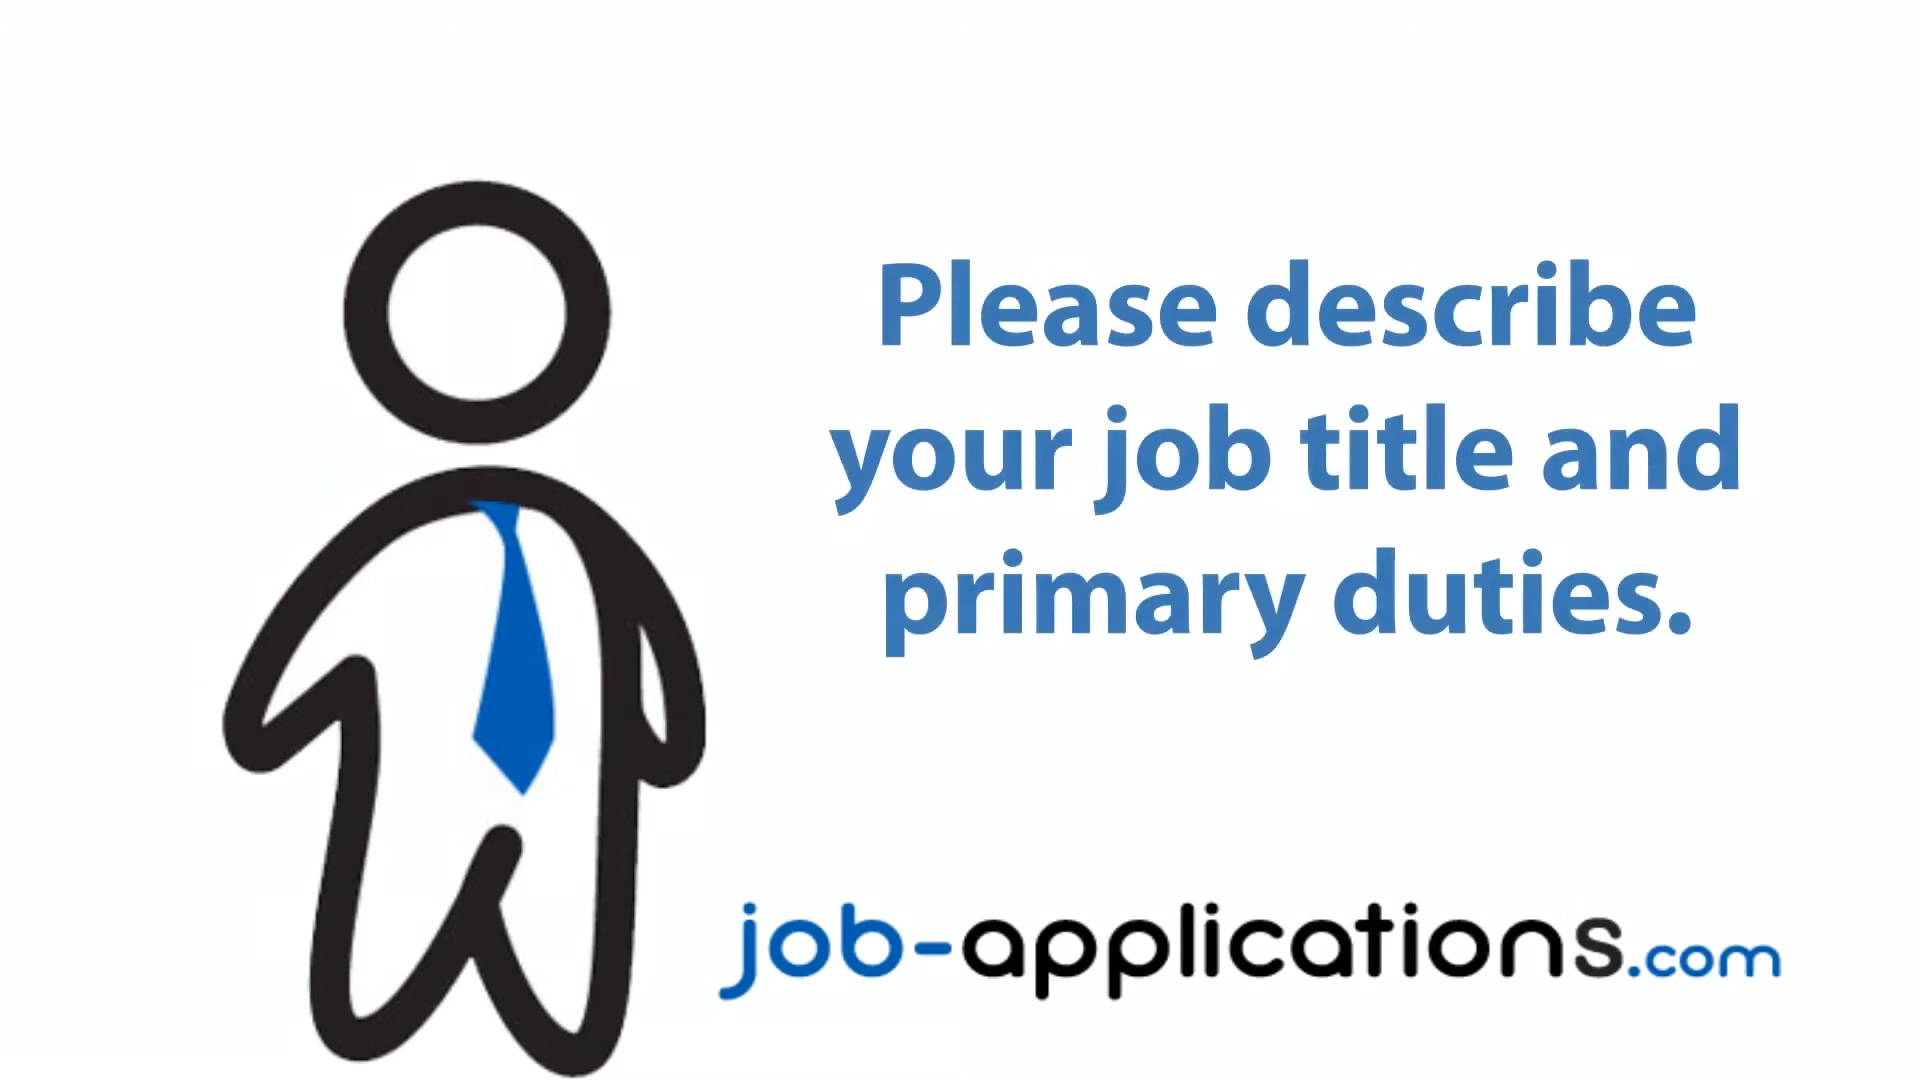 Please describe
your job title and
primary duties.
job-applications.com